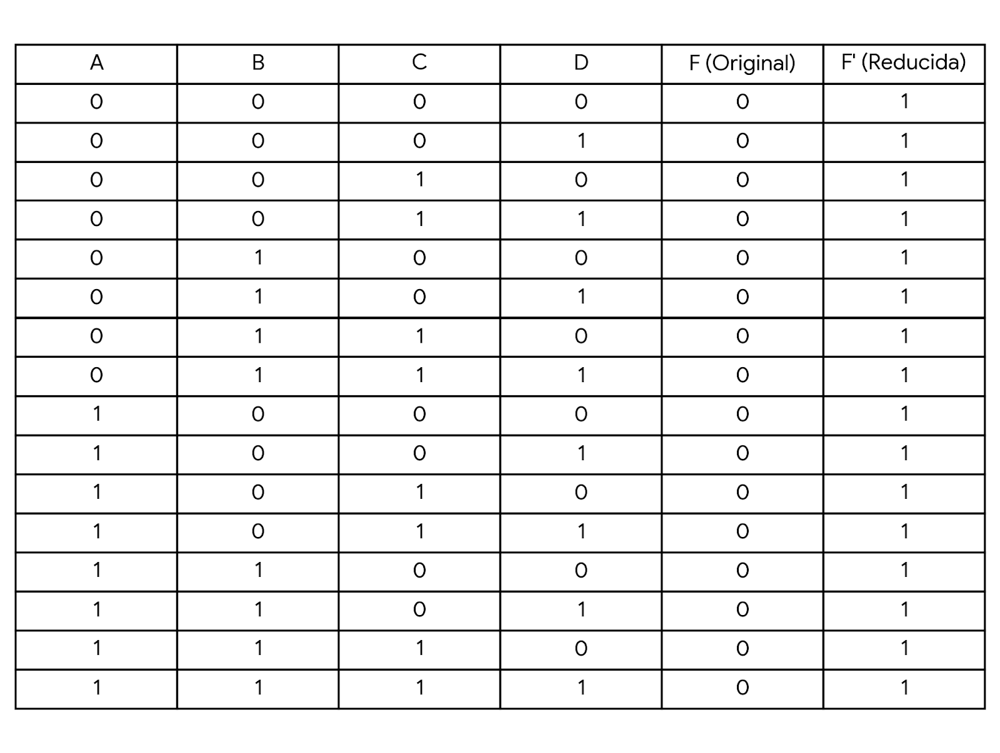 A B C D F (Original) F' (Reducida)
0 0 0 0 0 1
0 0 0 1 0 1
0 0 1 0 0 1
0 0 1 1 0 1
0 1 0 0 0 1
0 1 0 1 0 1
0 1 1 0 0 1
0 1 1 1 0 1
1 0 0 0 0 1
1 0 0 1 0 1
1 0 1 0 0 1
1 0 1 1 0 1
1 1 0 0 0 1
1 1 0 1 0 1
1 1 1 0 0 1
1 1 1 1 0 1